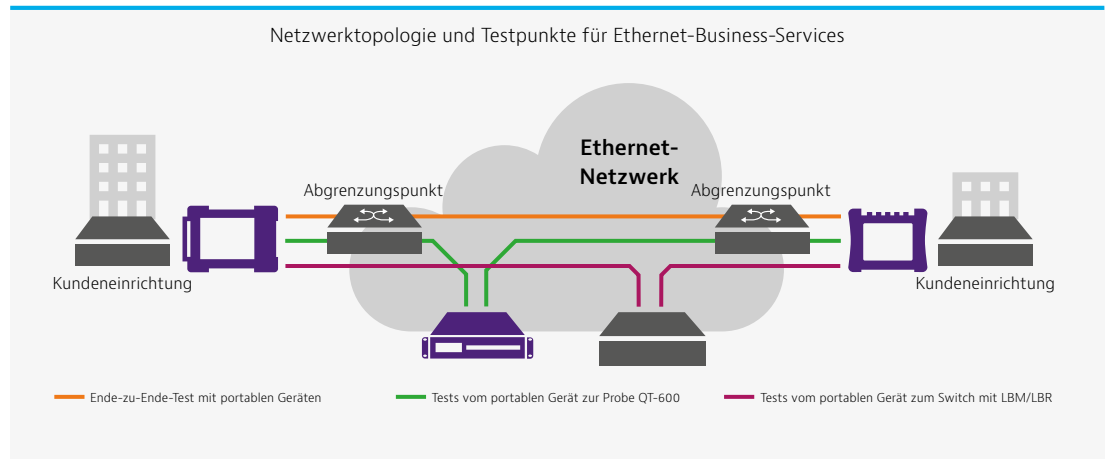 Netzwerktopologie und Testpunkte für Ethernet-Business-Services
Ethernet-
Netzwerk
Abgrenzungspunkt
Abgrenzungspunkt
Kundeneinrichtung
Kundeneinrichtung
Ende-zu-Ende-Test mit portablen Geräten
Tests vom portablen Gerät zur Probe QT-600
Tests vom portablen Gerät zum Switch mit LBM/LBR